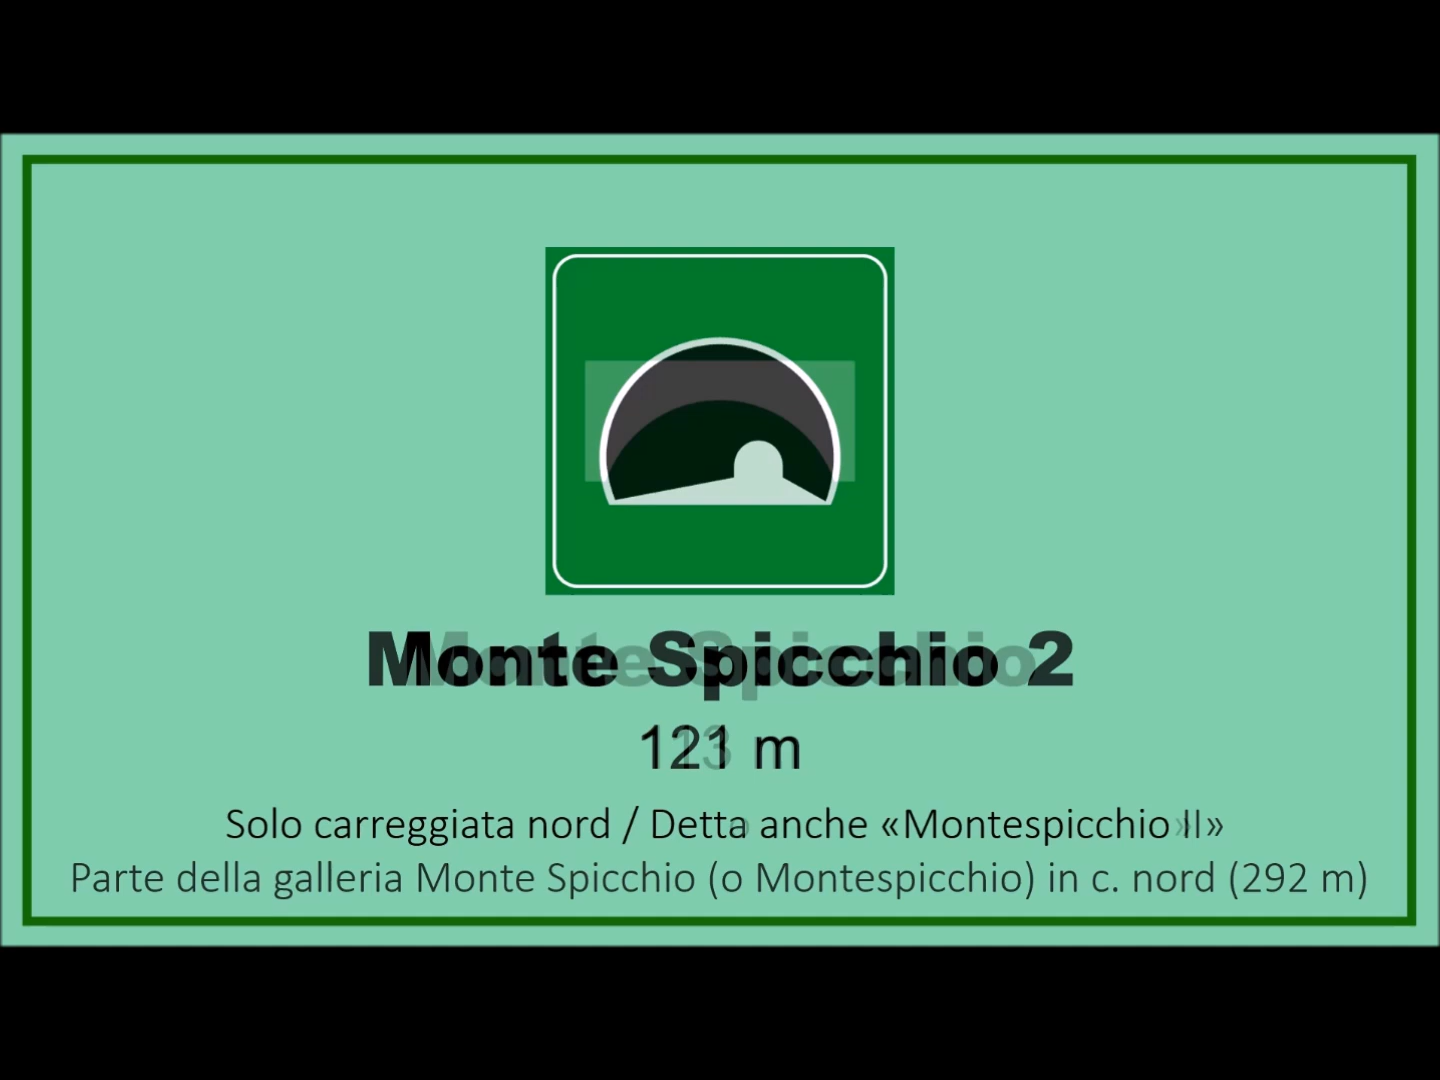 Monte Spicchio 2
121 m
Solo carreggiata nord / Detta anche «Montespicchio II»
Parte della galleria Monte Spicchio (o Montespicchio) in c. nord (292 m)